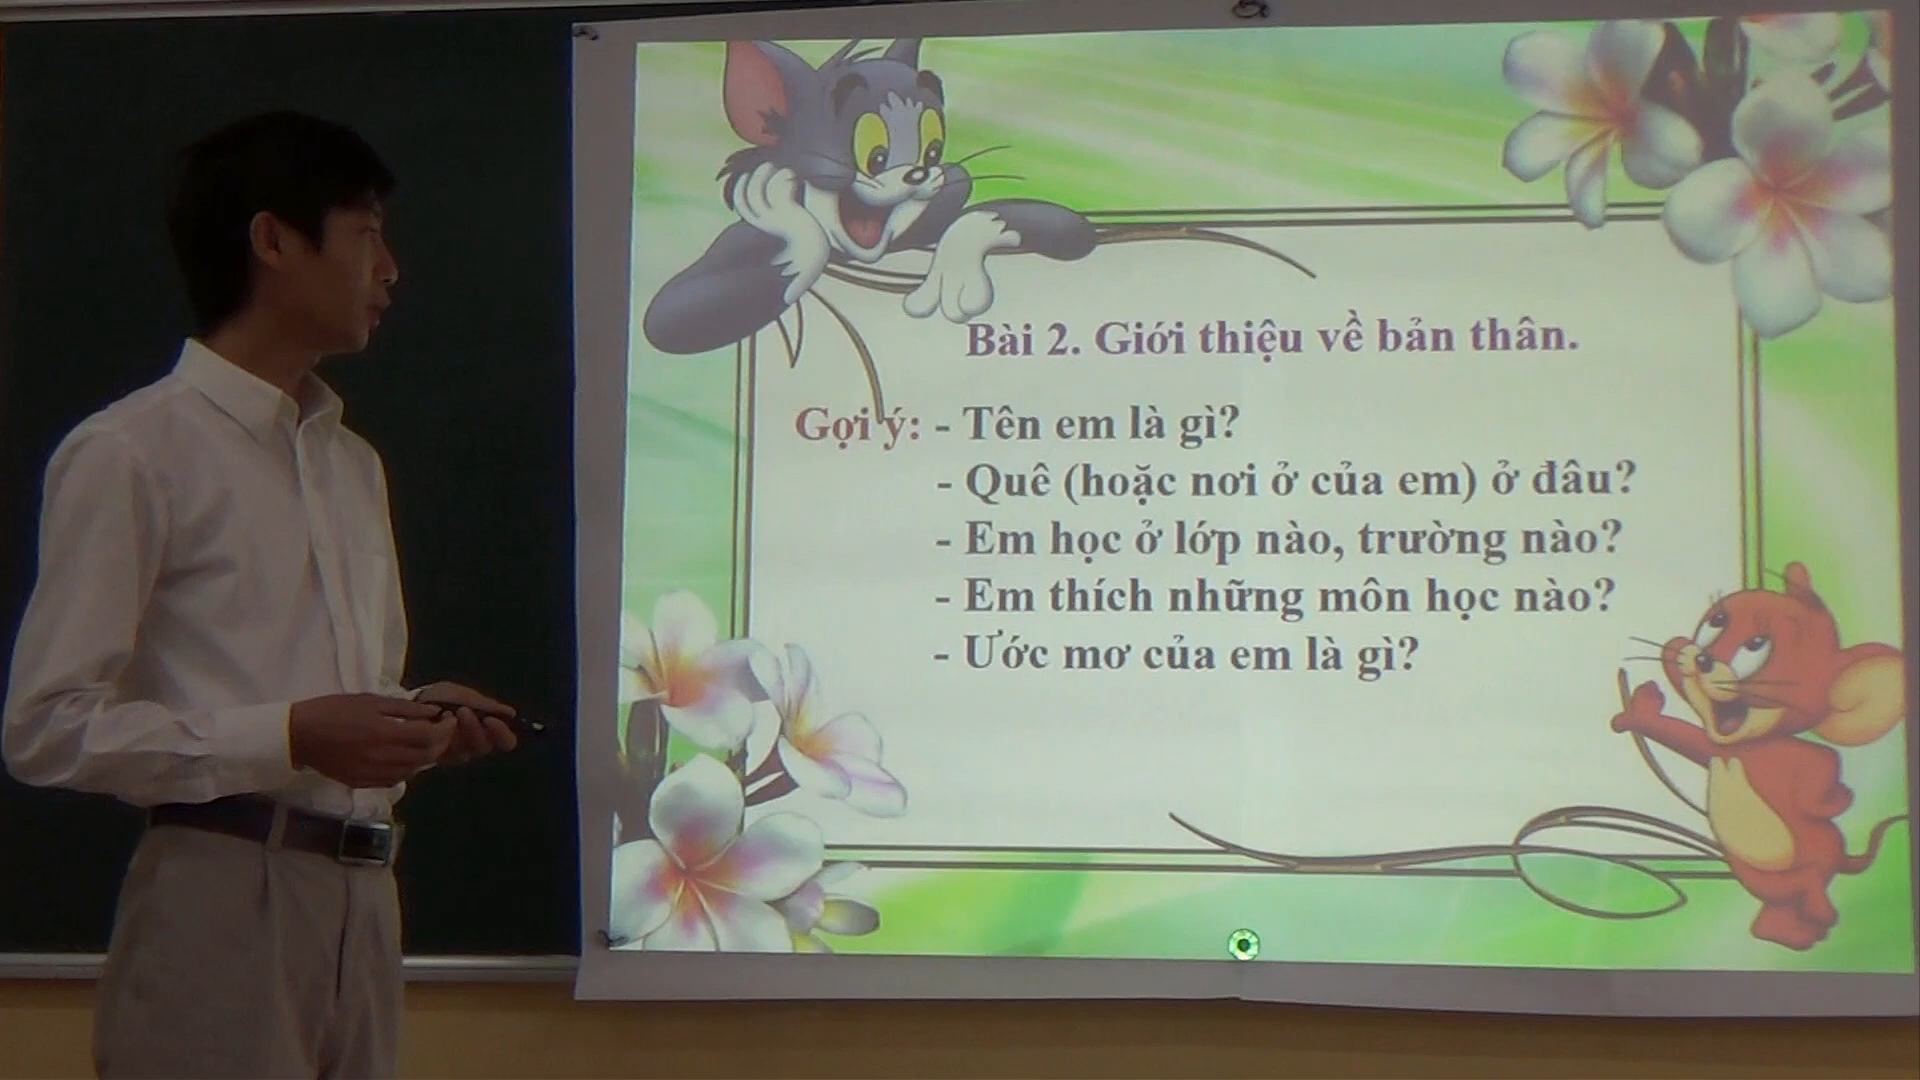 Bài 2. Giới thiệu về bản thân.
Gợi ý: - Tên em là gì?
- Quê (hoặc nơi ở của em) ở đâu?
- Em học ở lớp nào, trường nào?
- Em thích những môn học nào?
- Ước mơ của em là gì?